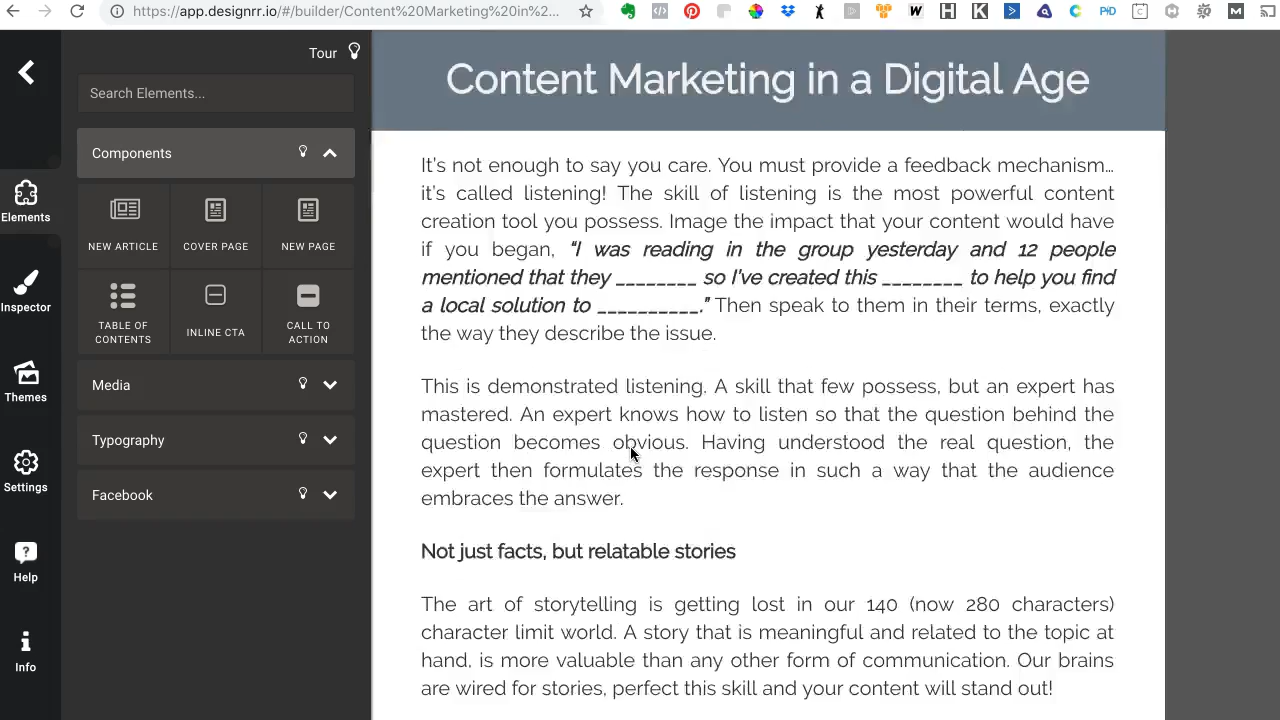 https://app.designrr.io/#/builder/Content%20Marketing%20in%2...
Tour
Search Elements...
Components
NEW ARTICLE
COVER PAGE
NEW PAGE
TABLE OF
CONTENTS
INLINE CTA
CALL TO
ACTION
Media
Typography
Facebook
Elements
Inspector
Themes
Settings
Help
Info
Content Marketing in a Digital Age
It's not enough to say you care. You must provide a feedback mechanism…
it's called listening! The skill of listening is the most powerful content
creation tool you possess. Image the impact that your content would have
if you began, "I was reading in the group yesterday and 12 people
mentioned that they ________ so I've created this ________ to help you find
a local solution to __________." Then speak to them in their terms, exactly
the way they describe the issue.
This is demonstrated listening. A skill that few possess, but an expert has
mastered. An expert knows how to listen so that the question behind the
question becomes obvious. Having understood the real question, the
expert then formulates the response in such a way that the audience
embraces the answer.
Not just facts, but relatable stories
The art of storytelling is getting lost in our 140 (now 280 characters)
character limit world. A story that is meaningful and related to the topic at
hand, is more valuable than any other form of communication. Our brains
are wired for stories, perfect this skill and your content will stand out!